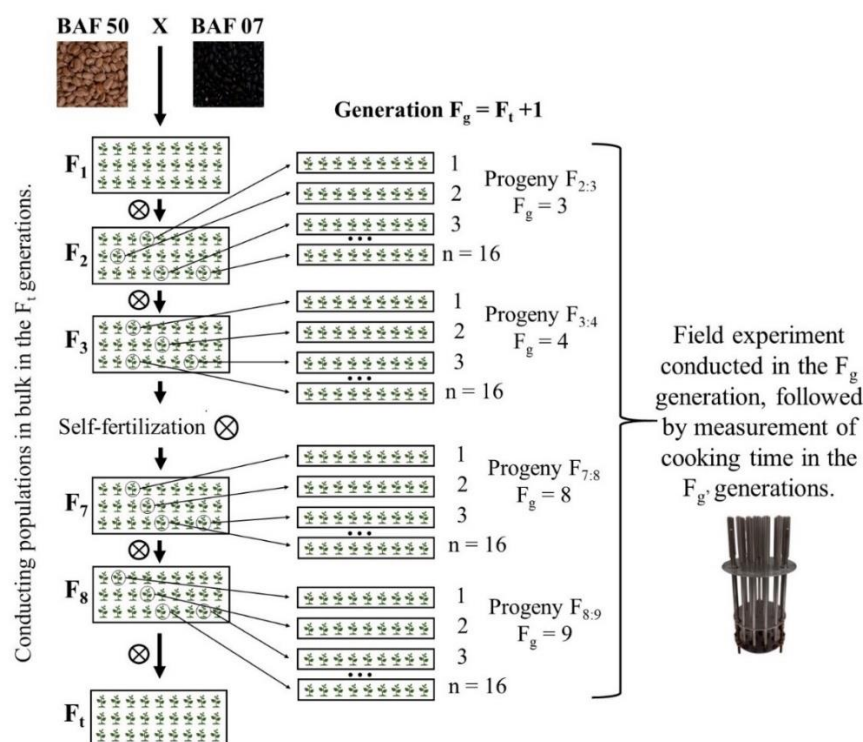 BAF 50 X BAF 07
Generation F_g = F_t +1
Conducting populations in bulk in the F_t generations.
F_1
⊗
F_2
1
2
3
...
n = 16
Progeny F_2:3
F_g = 3
⊗
F_3
1
2
3
...
n = 16
Progeny F_3:4
F_g = 4
Self-fertilization ⊗
F_7
1
2
3
...
n = 16
Progeny F_7:8
F_g = 8
⊗
F_8
1
2
3
...
n = 16
Progeny F_8:9
F_g = 9
⊗
F_t
Field experiment
conducted in the F_g
generation, followed
by measurement of
cooking time in the
F_g' generations.